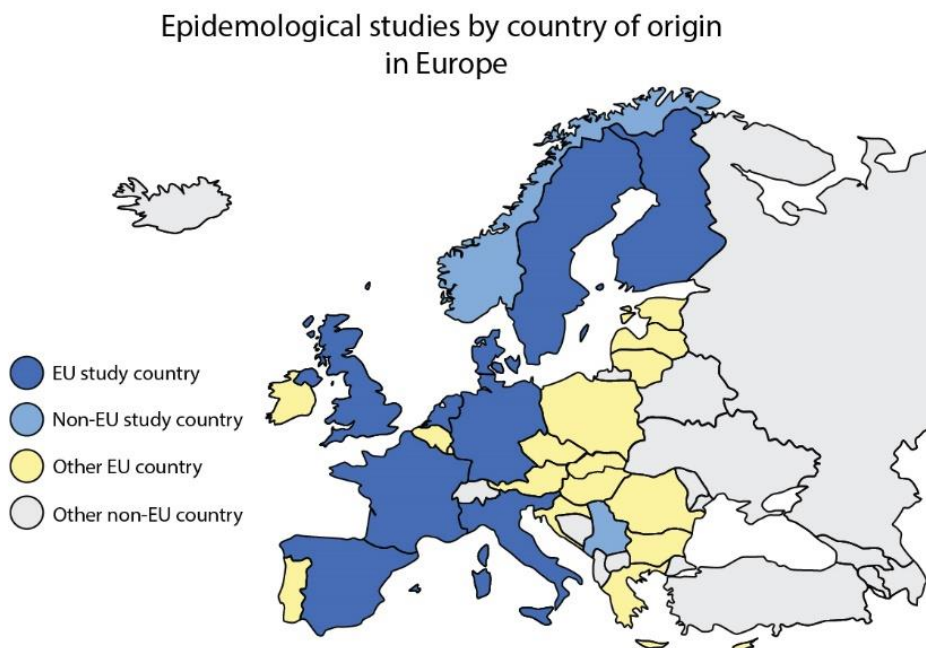 Epidemological studies by country of origin
in Europe
EU study country
Non-EU study country
Other EU country
Other non-EU country